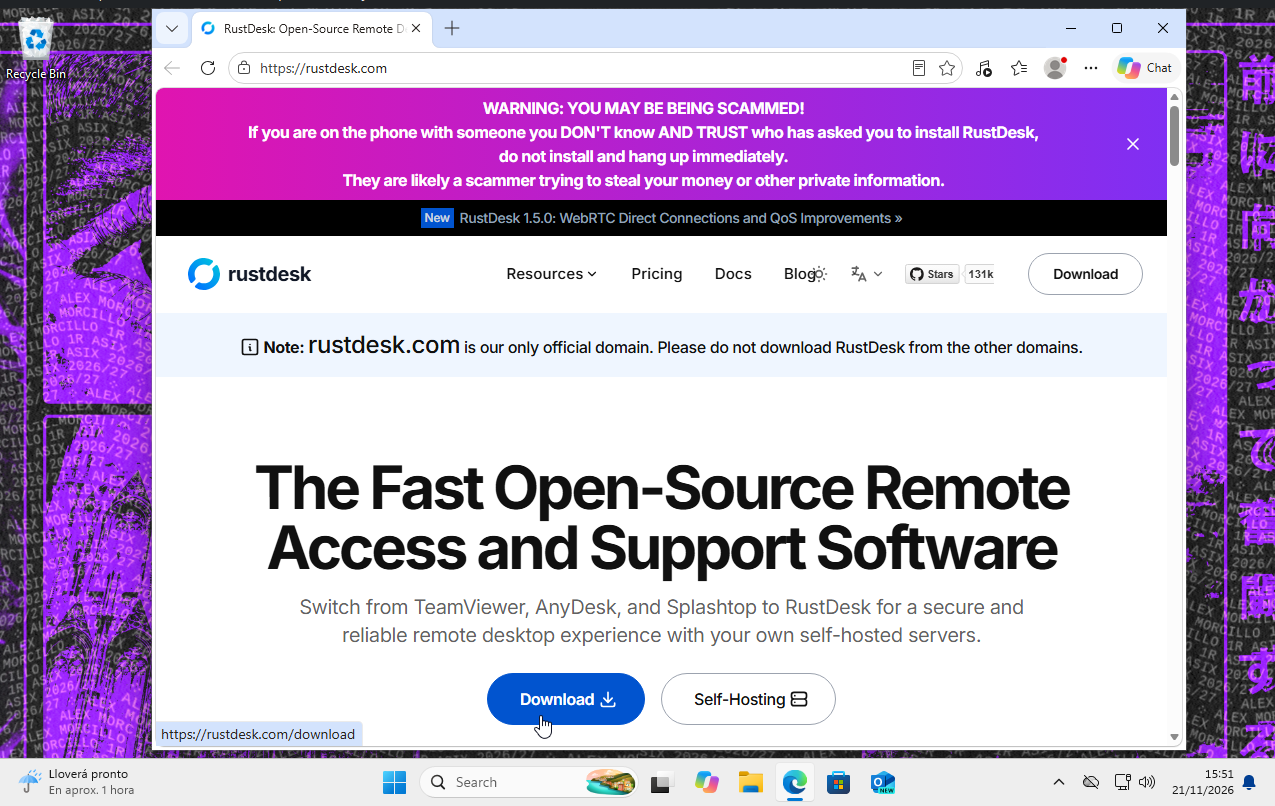 RustDesk: Open-Source Remote D
Recycle Bin
https://rustdesk.com
Chat
WARNING: YOU MAY BE BEING SCAMMED!
If you are on the phone with someone you DON'T know AND TRUST who has asked you to install RustDesk,
do not install and hang up immediately.
They are likely a scammer trying to steal your money or other private information.
New RustDesk 1.5.0: WebRTC Direct Connections and QoS Improvements »
rustdesk
Resources
Pricing
Docs
Blog
Stars
131k
Download
Note: rustdesk.com is our only official domain. Please do not download RustDesk from the other domains.
The Fast Open-Source Remote
Access and Support Software
Switch from TeamViewer, AnyDesk, and Splashtop to RustDesk for a secure and
reliable remote desktop experience with your own self-hosted servers.
Download
Self-Hosting
https://rustdesk.com/download
ALEX MORCILLO 1R ASIX 2026/27
Lloverá pronto
En aprox. 1 hora
Search
NEW
15:51
21/11/2026